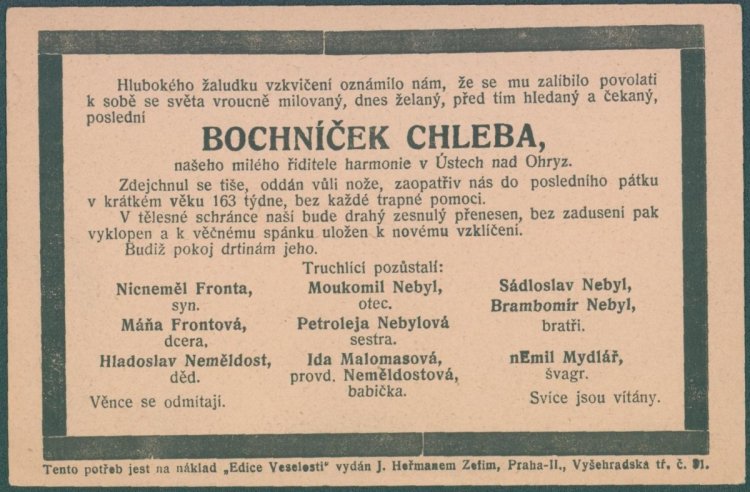 Hlubokého žaludku vzkvičení oznámilo nám, že se mu zalíbilo povolati
k sobě se světa vroucně milovaný, dnes želaný, před tím hledaný a čekaný,
poslední
BOCHNÍČEK CHLEBA,
našeho milého říditele harmonie v Ústech nad Ohryz.
Zdejchnul se tiše, oddán vůli nože, zaopatřiv nás do posledního pátku
v krátkém věku 163 týdne, bez každé trapné pomoci.
V tělesné schránce naší bude drahý zesnulý přenesen, bez zadusení pak
vyklopen a k věčnému spánku uložen k novému vzklíčení.
Budiž pokoj drtinám jeho.
Truchlící pozůstalí:
Nicneměl Fronta, Moukomil Nebyl, Sádloslav Nebyl,
syn. otec. Brambomír Nebyl,
Máňa Frontová, Petroleja Nebylová bratři.
dcera, sestra.
Hladoslav Neměldost, Ida Malomasová, nEmil Mydlář,
děd. provd. Neměldostová, švagr.
babička.
Věnce se odmítají. Svíce jsou vítány.
Tento potřeb jest na náklad „Edice Veselosti" vydán J. Heřmanem Zefim, Praha-II., Vyšehradská tř. č. 31.